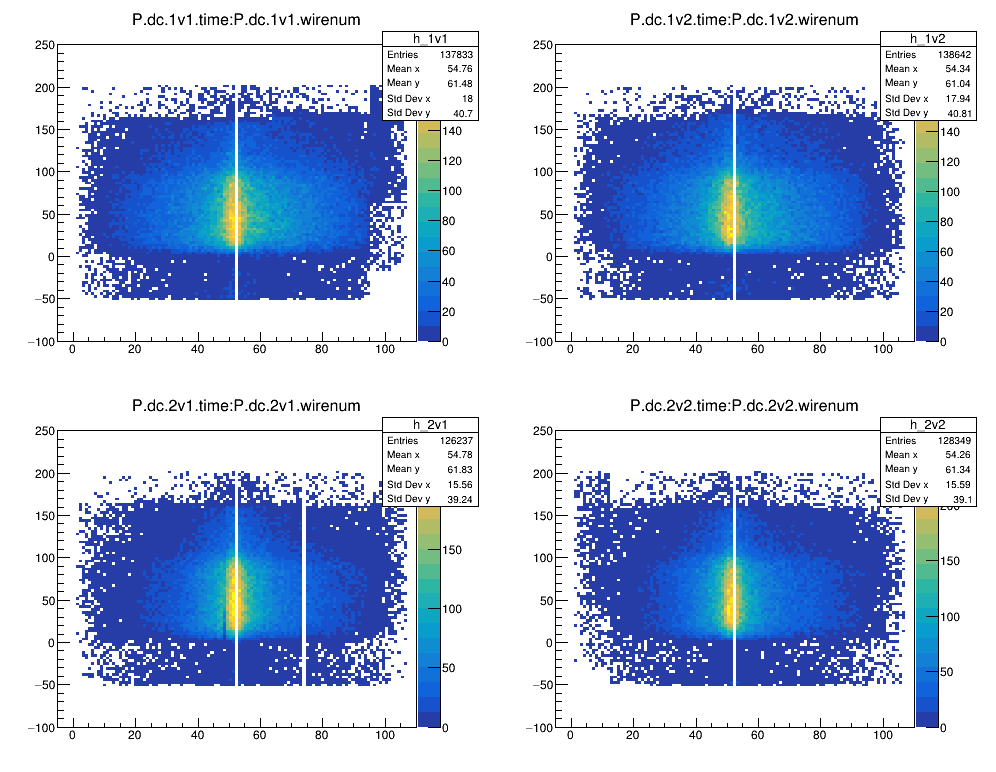 P.dc.1v1.time:P.dc.1v1.wirenum
h_1v1
Entries 137833
Mean x 54.76
Mean y 61.48
Std Dev x 18
Std Dev y 40.7
250
200
150
100
50
0
−50
−100
0 20 40 60 80 100
140
120
100
80
60
40
20
0
P.dc.1v2.time:P.dc.1v2.wirenum
h_1v2
Entries 138642
Mean x 54.34
Mean y 61.04
Std Dev x 17.94
Std Dev y 40.81
250
200
150
100
50
0
−50
−100
0 20 40 60 80 100
140
120
100
80
60
40
20
0
P.dc.2v1.time:P.dc.2v1.wirenum
h_2v1
Entries 126237
Mean x 54.78
Mean y 61.83
Std Dev x 15.56
Std Dev y 39.24
250
200
150
100
50
0
−50
−100
0 20 40 60 80 100
150
100
50
0
P.dc.2v2.time:P.dc.2v2.wirenum
h_2v2
Entries 128349
Mean x 54.26
Mean y 61.34
Std Dev x 15.59
Std Dev y 39.1
250
200
150
100
50
0
−50
−100
0 20 40 60 80 100
200
150
100
50
0